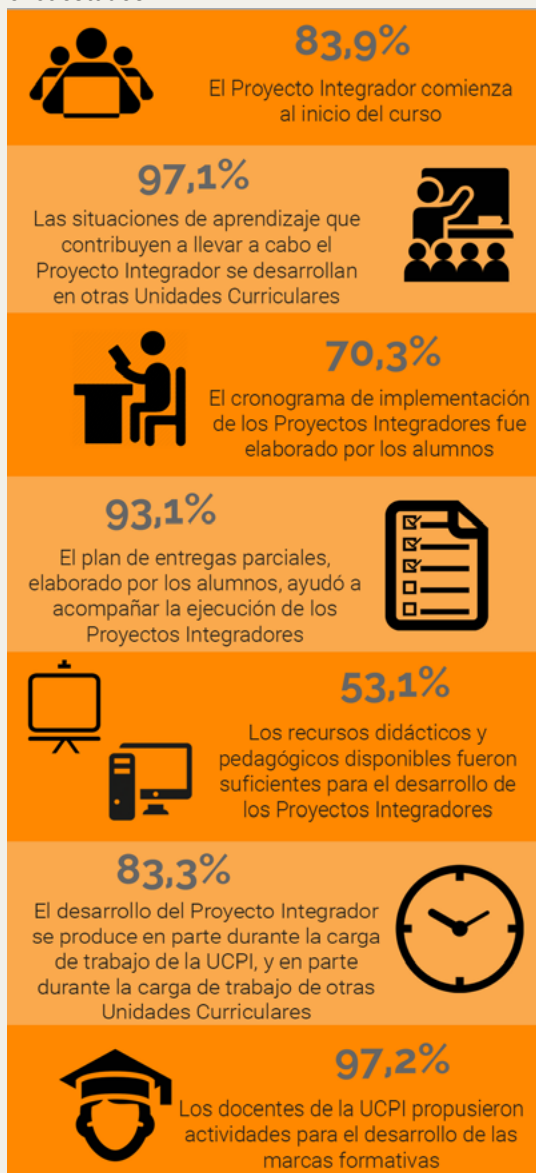 83,9%
El Proyecto Integrador comienza
al inicio del curso
97,1%
Las situaciones de aprendizaje que
contribuyen a llevar a cabo el
Proyecto Integrador se desarrollan
en otras Unidades Curriculares
70,3%
El cronograma de implementación
de los Proyectos Integradores fue
elaborado por los alumnos
93,1%
El plan de entregas parciales,
elaborado por los alumnos, ayudó a
acompañar la ejecución de los
Proyectos Integradores
53,1%
Los recursos didácticos y
pedagógicos disponibles fueron
suficientes para el desarrollo de
los Proyectos Integradores
83,3%
El desarrollo del Proyecto Integrador
se produce en parte durante la carga
de trabajo de la UCPI, y en parte
durante la carga de trabajo de otras
Unidades Curriculares
97,2%
Los docentes de la UCPI propusieron
actividades para el desarrollo de las
marcas formativas